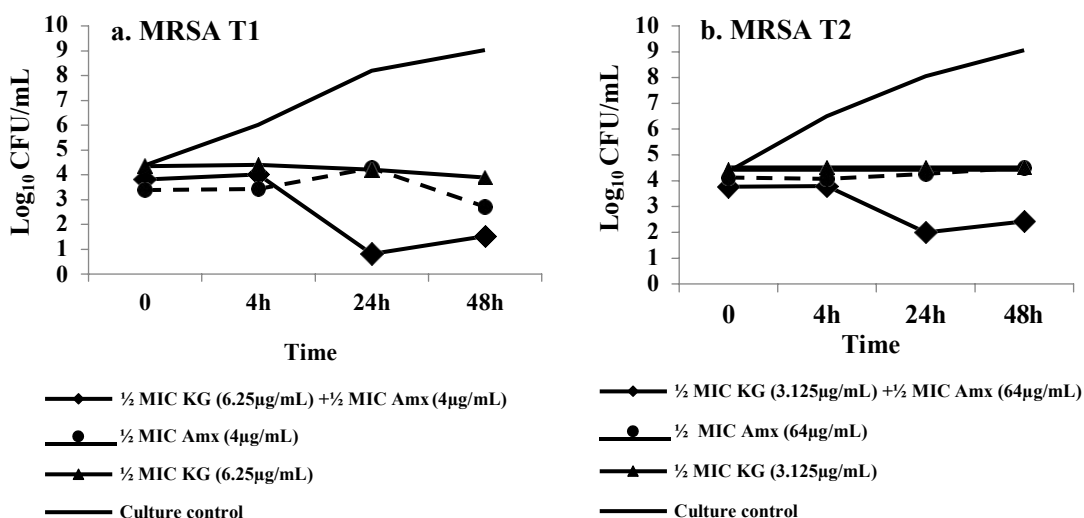 a. MRSA T1
Log₁₀ CFU/mL
10
9
8
7
6
5
4
3
2
1
0
0 4h 24h 48h
Time
½ MIC KG (6.25µg/mL) +½ MIC Amx (4µg/mL)
½ MIC Amx (4µg/mL)
½ MIC KG (6.25µg/mL)
Culture control
b. MRSA T2
Log₁₀ CFU/mL
10
9
8
7
6
5
4
3
2
1
0
0 4h 24h 48h
Time
½ MIC KG (3.125µg/mL) +½ MIC Amx (64µg/mL)
½ MIC Amx (64µg/mL)
½ MIC KG (3.125µg/mL)
Culture control